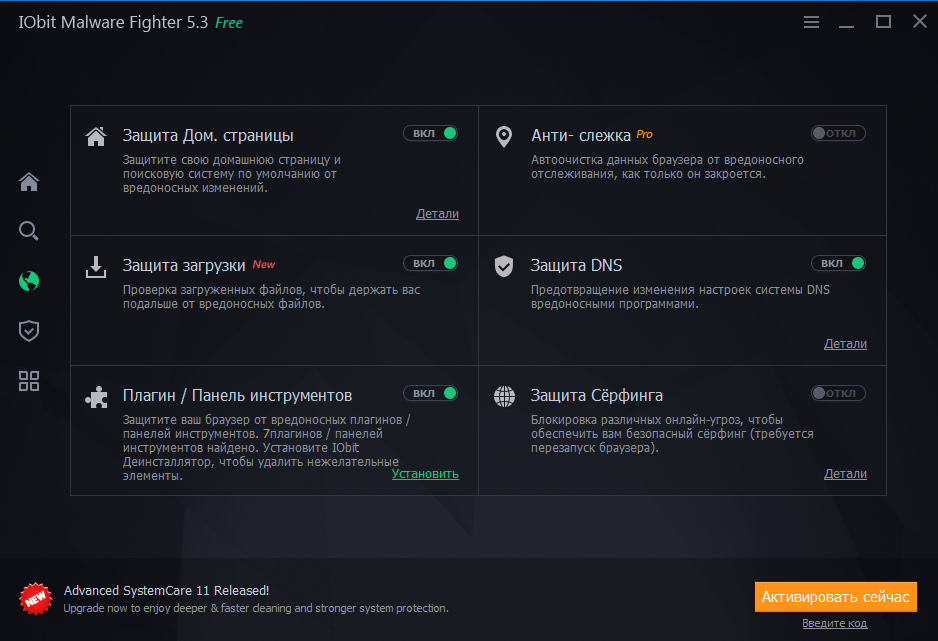 IObit Malware Fighter 5.3 Free
Защита Дом. страницы
ВКЛ
Защитите свою домашнюю страницу и
поисковую систему по умолчанию от
вредоносных изменений.
Детали
Анти- слежка Pro
ОТКЛ
Автоочистка данных браузера от вредоносного
отслеживания, как только он закроется.
Защита загрузки New
ВКЛ
Проверка загруженных файлов, чтобы держать вас
подальше от вредоносных файлов.
Защита DNS
ВКЛ
Предотвращение изменения настроек системы DNS
вредоносными программами.
Детали
Плагин / Панель инструментов
ВКЛ
Защитите ваш браузер от вредоносных плагинов /
панелей инструментов. 7плагинов / панелей
инструментов найдено. Установите IObit
Деинсталлятор, чтобы удалить нежелательные
элементы.
Установить
Защита Сёрфинга
ОТКЛ
Блокировка различных онлайн-угроз, чтобы
обеспечить вам безопасный сёрфинг (требуется
перезапуск браузера).
Детали
NEW
Advanced SystemCare 11 Released!
Upgrade now to enjoy deeper & faster cleaning and stronger system protection.
Активировать сейчас
Введите код